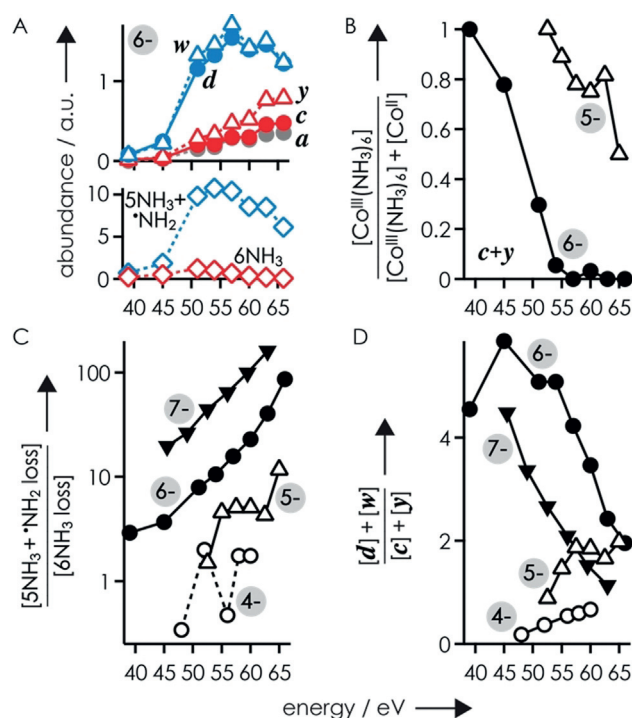 A
6-
w
d
y
c
a
1
0
abundance / a.u.
10
5NH₃+
•NH₂
5
6NH₃
0
40 45 50 55 60 65
B
1
0.8
0.6
0.4
0.2
0
[Coᴵᴵᴵ(NH₃)₆]
[Coᴵᴵᴵ(NH₃)₆] + [Coᴵᴵ]
5-
6-
c+y
40 45 50 55 60 65
C
100
10
1
[5NH₃+ •NH₂ loss]
[6NH₃ loss]
7-
6-
5-
4-
40 45 50 55 60 65
D
4
2
0
[d] + [w]
[c] + [y]
6-
7-
5-
4-
40 45 50 55 60 65
energy / eV